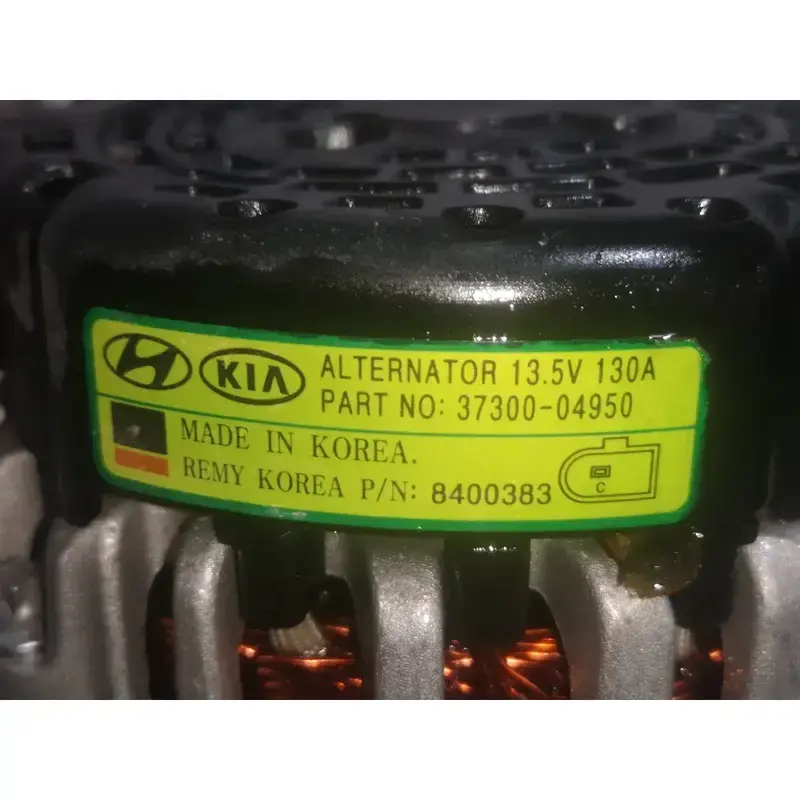 H KIA ALTERNATOR 13.5V 130A
PART NO: 37300-04950
MADE IN KOREA.
REMY KOREA P/N: 8400383
C